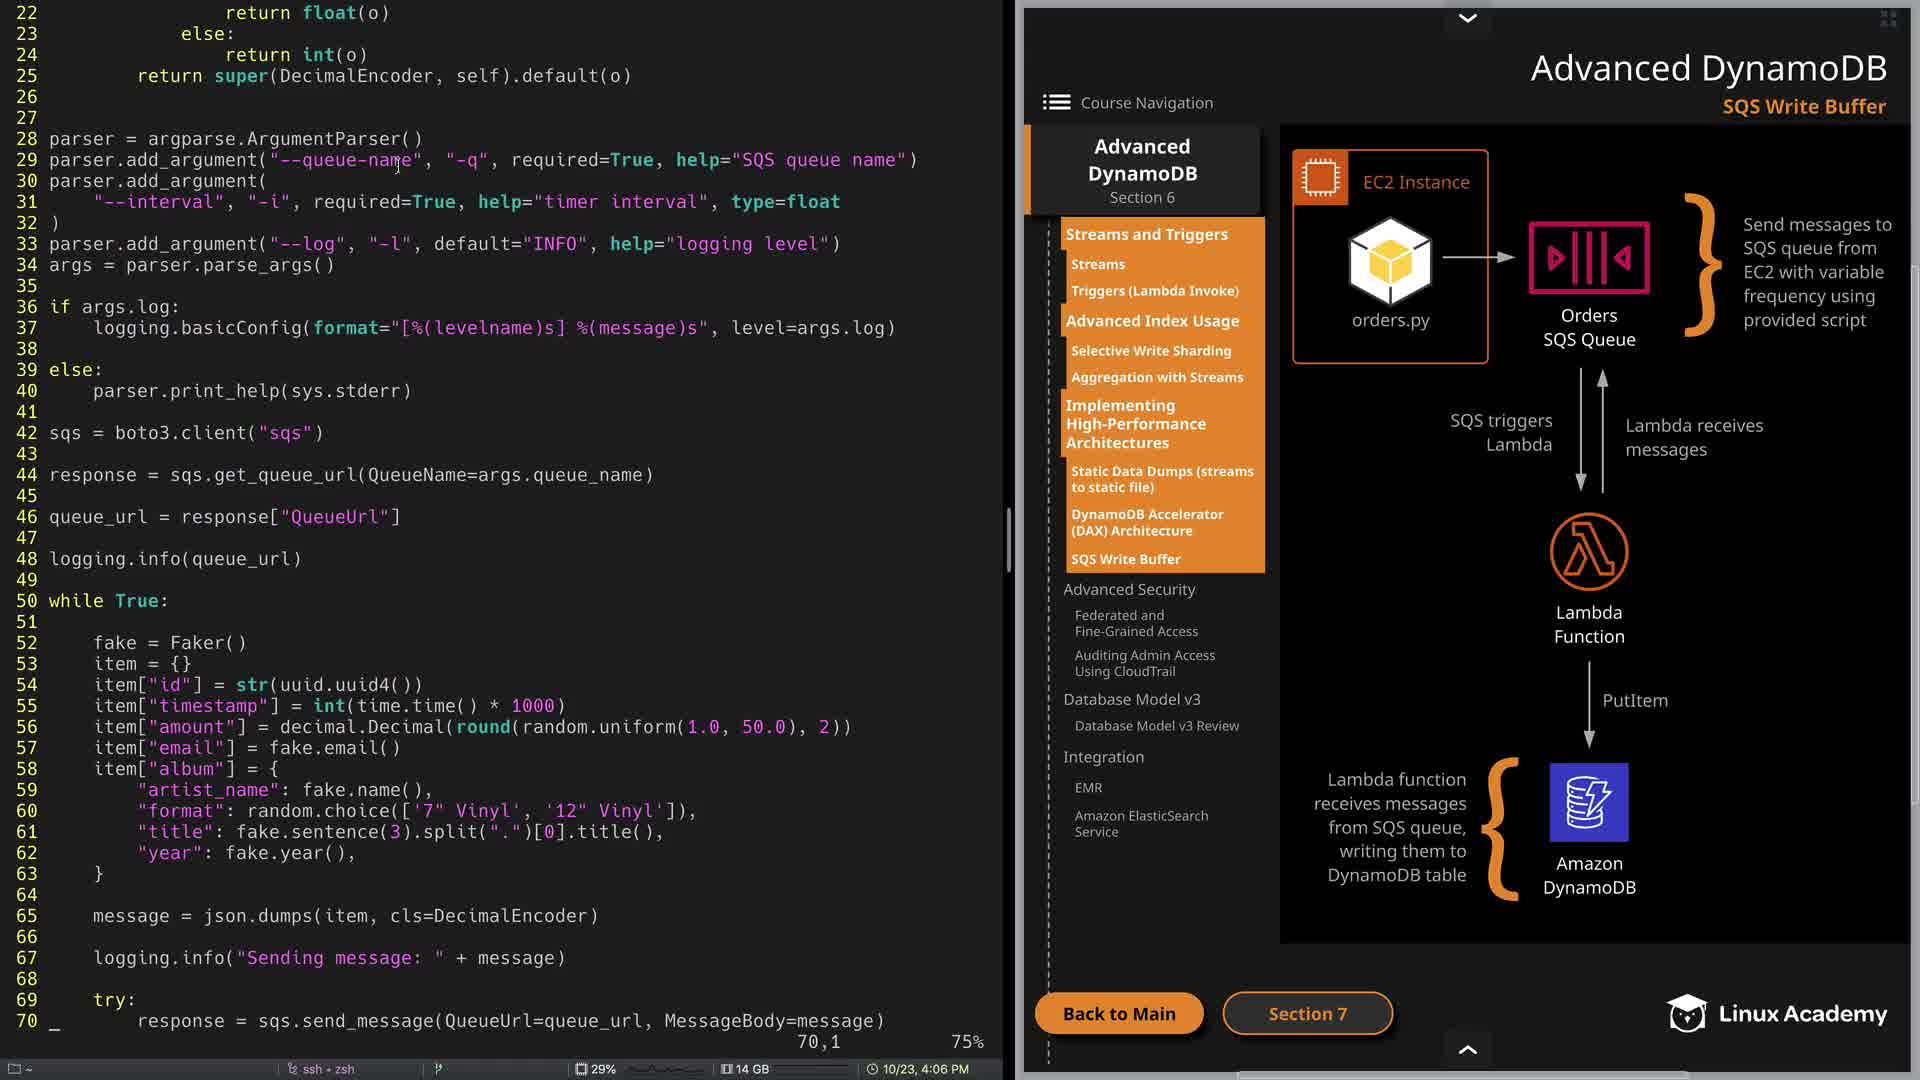 22                 return float(o)
23             else:
24                 return int(o)
25         return super(DecimalEncoder, self).default(o)
26
27
28 parser = argparse.ArgumentParser()
29 parser.add_argument("--queue-name", "-q", required=True, help="SQS queue name")
30 parser.add_argument(
31     "--interval", "-i", required=True, help="timer interval", type=float
32 )
33 parser.add_argument("--log", "-l", default="INFO", help="logging level")
34 args = parser.parse_args()
35
36 if args.log:
37     logging.basicConfig(format="[%(levelname)s] %(message)s", level=args.log)
38
39 else:
40     parser.print_help(sys.stderr)
41
42 sqs = boto3.client("sqs")
43
44 response = sqs.get_queue_url(QueueName=args.queue_name)
45
46 queue_url = response["QueueUrl"]
47
48 logging.info(queue_url)
49
50 while True:
51
52     fake = Faker()
53     item = {}
54     item["id"] = str(uuid.uuid4())
55     item["timestamp"] = int(time.time() * 1000)
56     item["amount"] = decimal.Decimal(round(random.uniform(1.0, 50.0), 2))
57     item["email"] = fake.email()
58     item["album"] = {
59         "artist_name": fake.name(),
60         "format": random.choice(['7" Vinyl', '12" Vinyl']),
61         "title": fake.sentence(3).split(".")[0].title(),
62         "year": fake.year(),
63     }
64
65     message = json.dumps(item, cls=DecimalEncoder)
66
67     logging.info("Sending message: " + message)
68
69     try:
70         response = sqs.send_message(QueueUrl=queue_url, MessageBody=message)
70,1 75%
~ ssh • zsh 29% 14 GB 10/23, 4:06 PM
Advanced DynamoDB
SQS Write Buffer
Course Navigation
Advanced
DynamoDB
Section 6
Streams and Triggers
Streams
Triggers (Lambda Invoke)
Advanced Index Usage
Selective Write Sharding
Aggregation with Streams
Implementing
High-Performance
Architectures
Static Data Dumps (streams
to static file)
DynamoDB Accelerator
(DAX) Architecture
SQS Write Buffer
Advanced Security
Federated and
Fine-Grained Access
Auditing Admin Access
Using CloudTrail
Database Model v3
Database Model v3 Review
Integration
EMR
Amazon ElasticSearch
Service
EC2 Instance
orders.py
Orders
SQS Queue
Send messages to
SQS queue from
EC2 with variable
frequency using
provided script
SQS triggers
Lambda
Lambda receives
messages
Lambda
Function
PutItem
Lambda function
receives messages
from SQS queue,
writing them to
DynamoDB table
Amazon
DynamoDB
Back to Main
Section 7
Linux Academy